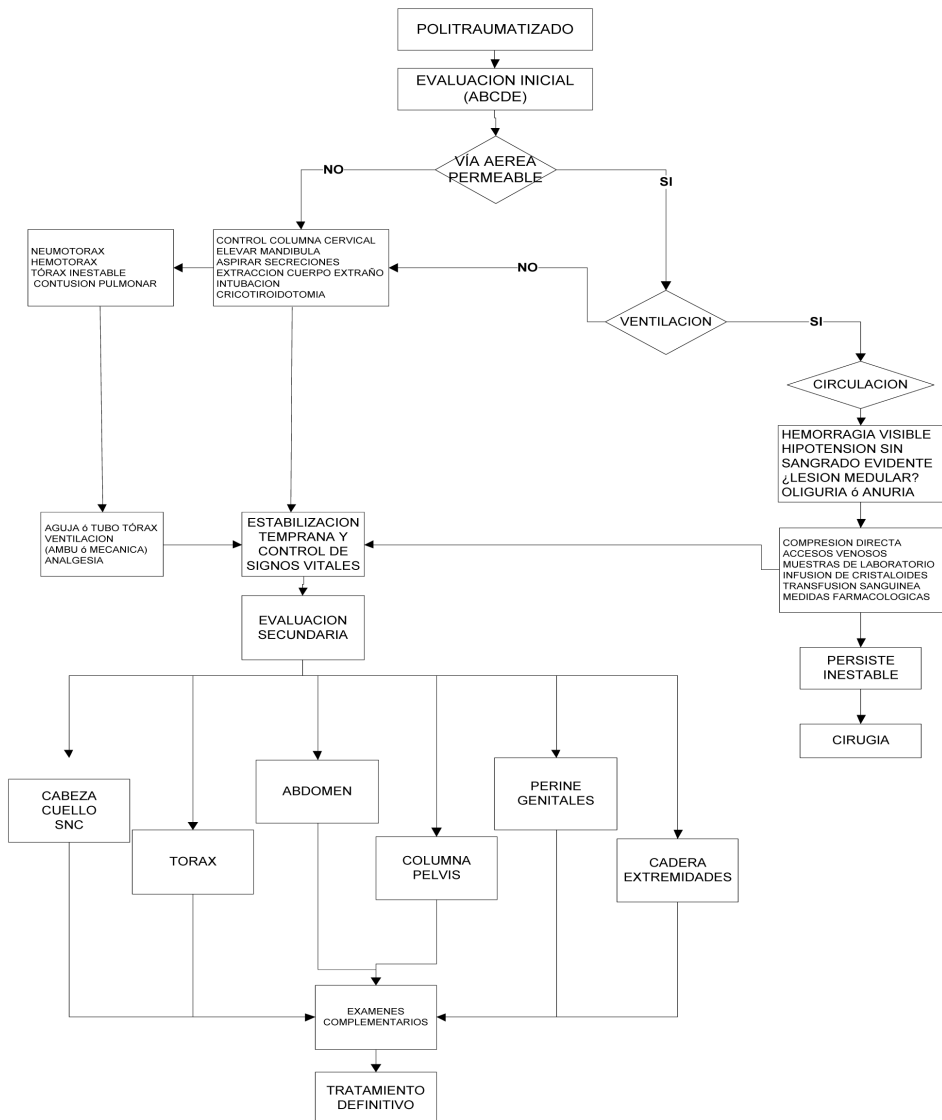 POLITRAUMATIZADO
EVALUACION INICIAL
(ABCDE)
VÍA AEREA
PERMEABLE
NO
SI
NEUMOTORAX
HEMOTORAX
TÓRAX INESTABLE
CONTUSION PULMONAR
CONTROL COLUMNA CERVICAL
ELEVAR MANDIBULA
ASPIRAR SECRECIONES
EXTRACCION CUERPO EXTRAÑO
INTUBACION
CRICOTIROIDOTOMIA
NO
VENTILACION
SI
CIRCULACION
HEMORRAGIA VISIBLE
HIPOTENSION SIN
SANGRADO EVIDENTE
¿LESION MEDULAR?
OLIGURIA ó ANURIA
AGUJA ó TUBO TÓRAX
VENTILACION
(AMBU ó MECANICA)
ANALGESIA
ESTABILIZACION
TEMPRANA Y
CONTROL DE
SIGNOS VITALES
COMPRESION DIRECTA
ACCESOS VENOSOS
MUESTRAS DE LABORATORIO
INFUSION DE CRISTALOIDES
TRANSFUSION SANGUINEA
MEDIDAS FARMACOLOGICAS
EVALUACION
SECUNDARIA
PERSISTE
INESTABLE
CIRUGIA
CABEZA
CUELLO
SNC
TORAX
ABDOMEN
COLUMNA
PELVIS
PERINE
GENITALES
CADERA
EXTREMIDADES
EXAMENES
COMPLEMENTARIOS
TRATAMIENTO
DEFINITIVO